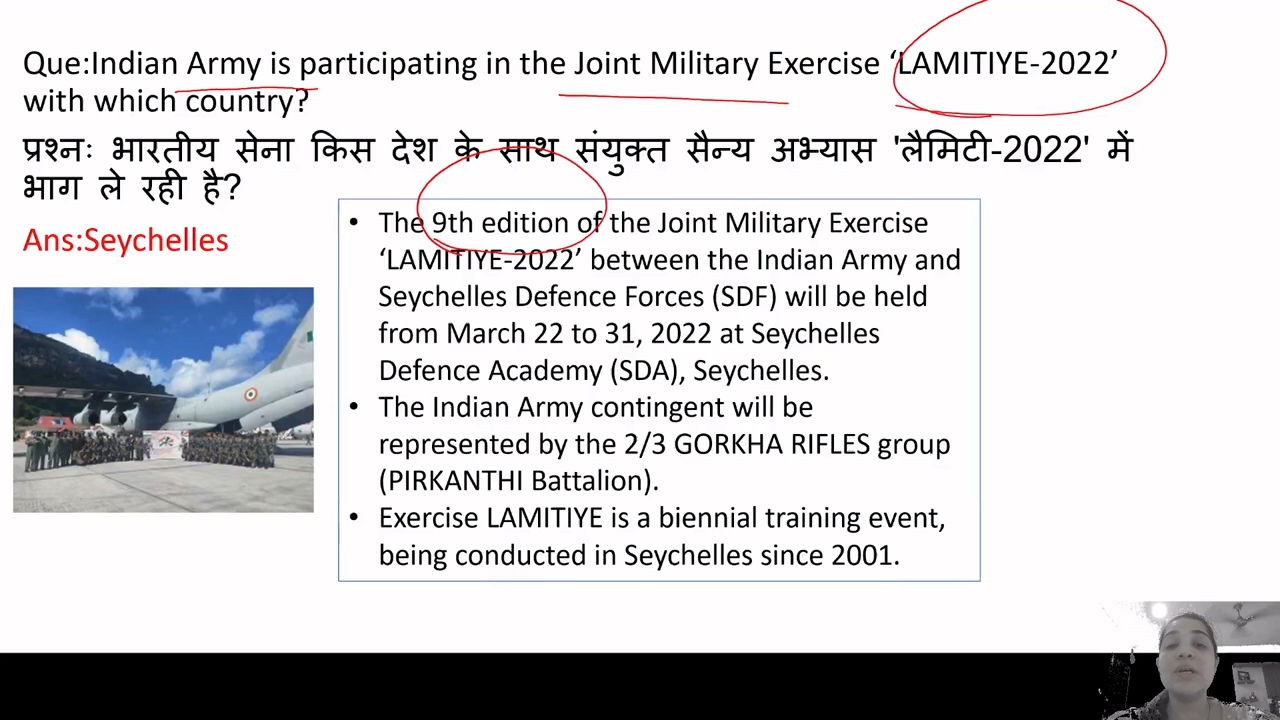 Que:Indian Army is participating in the Joint Military Exercise ‘LAMITIYE-2022’
with which country?
प्रश्नः भारतीय सेना किस देश के साथ संयुक्त सैन्य अभ्यास 'लैमिटी-2022' में
भाग ले रही है?
Ans:Seychelles
• The 9th edition of the Joint Military Exercise
‘LAMITIYE-2022’ between the Indian Army and
Seychelles Defence Forces (SDF) will be held
from March 22 to 31, 2022 at Seychelles
Defence Academy (SDA), Seychelles.
• The Indian Army contingent will be
represented by the 2/3 GORKHA RIFLES group
(PIRKANTHI Battalion).
• Exercise LAMITIYE is a biennial training event,
being conducted in Seychelles since 2001.